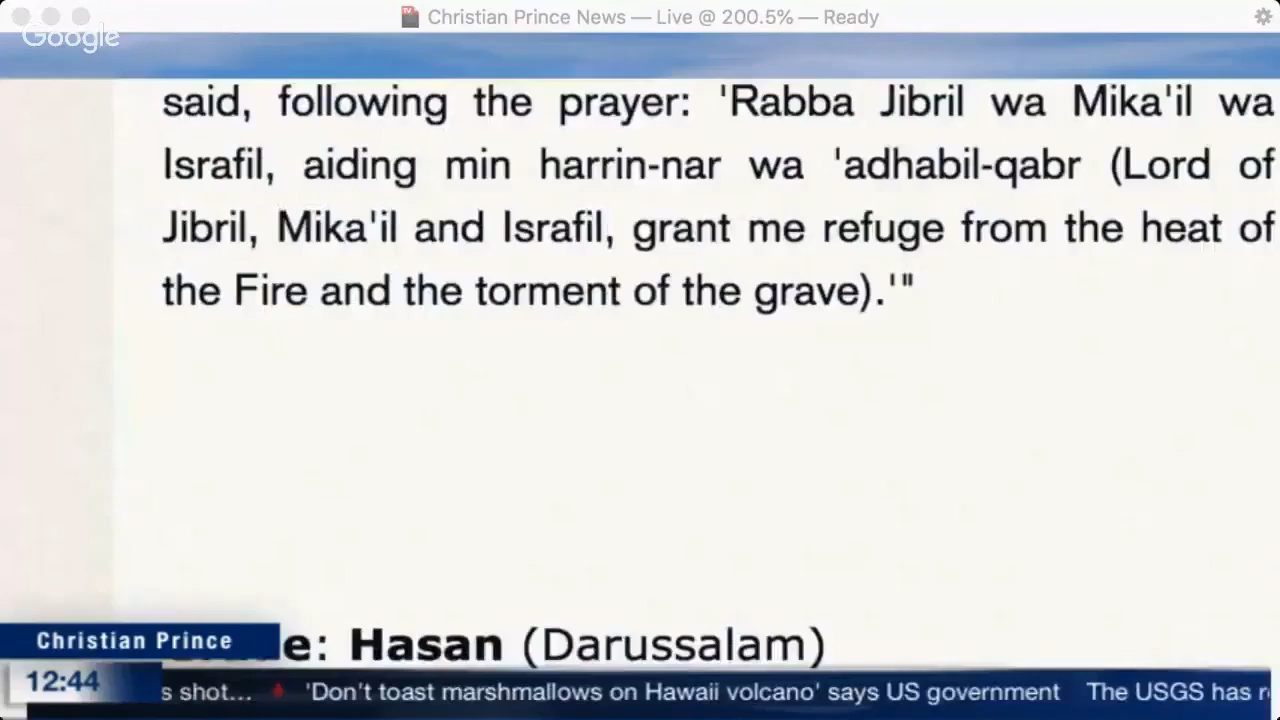 Christian Prince News — Live @ 200.5% — Ready
Google
said, following the prayer: 'Rabba Jibril wa Mika'il wa
Israfil, aiding min harrin-nar wa 'adhabil-qabr (Lord of
Jibril, Mika'il and Israfil, grant me refuge from the heat of
the Fire and the torment of the grave).'"
e: Hasan (Darussalam)
Christian Prince
12:44
s shot... 'Don't toast marshmallows on Hawaii volcano' says US government The USGS has